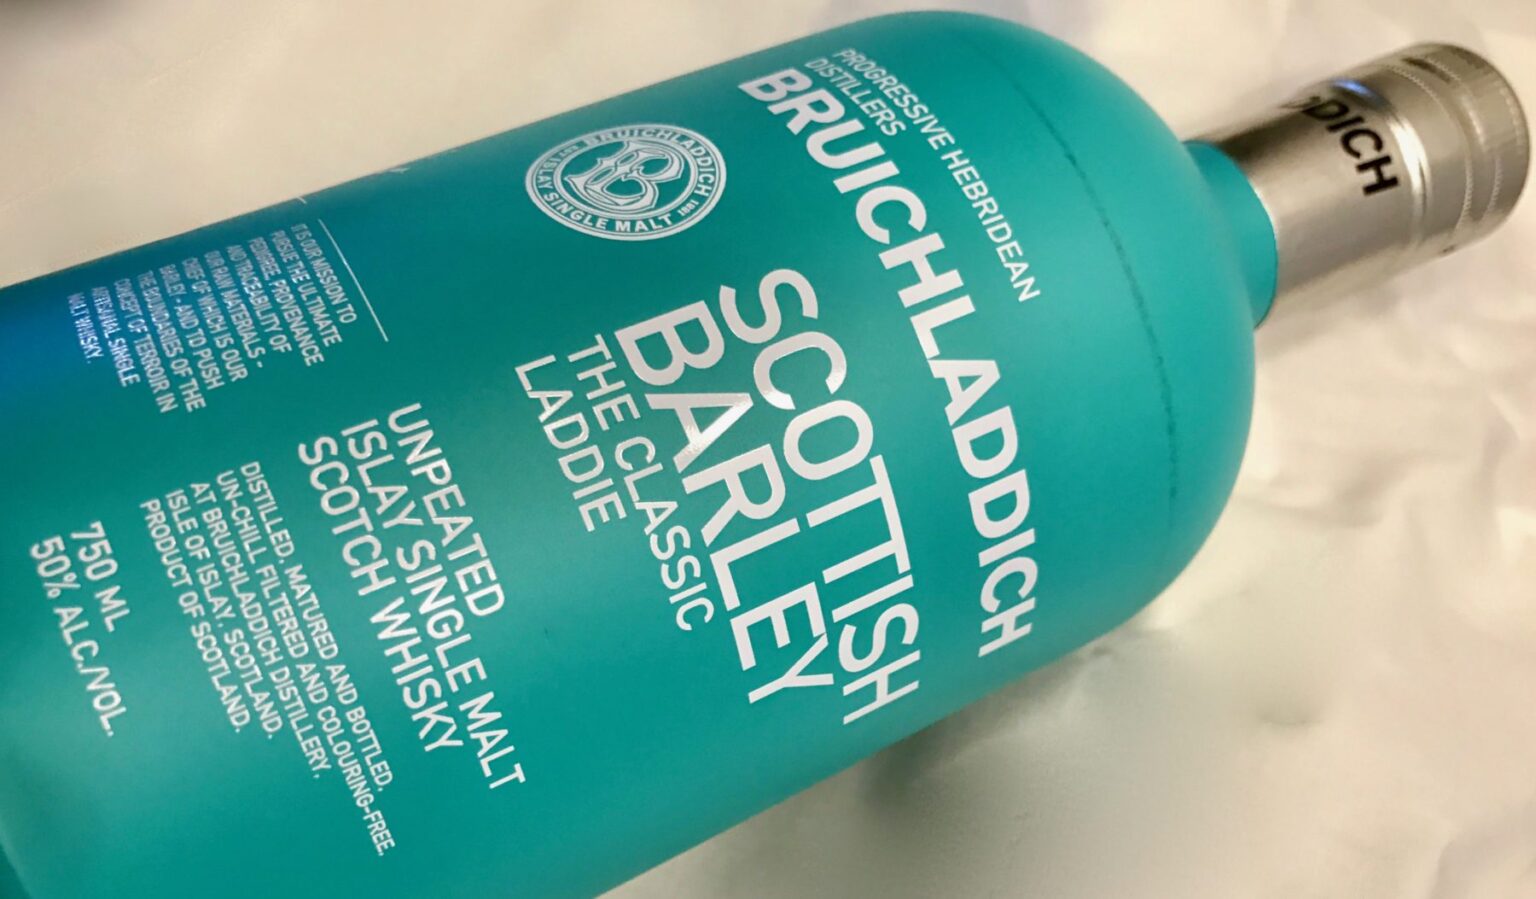 DDICH
PROGRESSIVE HEBRIDEAN
DISTILLERS
BRUICHLADDICH
BRUICHLADDICH
ISLAY SINGLE MALT
1881
SCOTTISH
BARLEY
THE CLASSIC
LADDIE
UNPEATED
ISLAY SINGLE MALT
SCOTCH WHISKY
IT IS OUR MISSION TO
PURSUE THE ULTIMATE
PEDIGREE, PROVENANCE
AND TRACEABILITY OF
OUR RAW MATERIALS -
CHIEF OF WHICH IS OUR
BARLEY - AND TO PUSH
THE BOUNDARIES OF THE
CONCEPT OF TERROIR IN
ARTISANAL SINGLE
MALT WHISKY.
DISTILLED, MATURED AND BOTTLED,
UN-CHILL FILTERED AND COLOURING-FREE,
AT BRUICHLADDICH DISTILLERY,
ISLE OF ISLAY, SCOTLAND.
PRODUCT OF SCOTLAND.
750 ML
50% ALC./VOL.